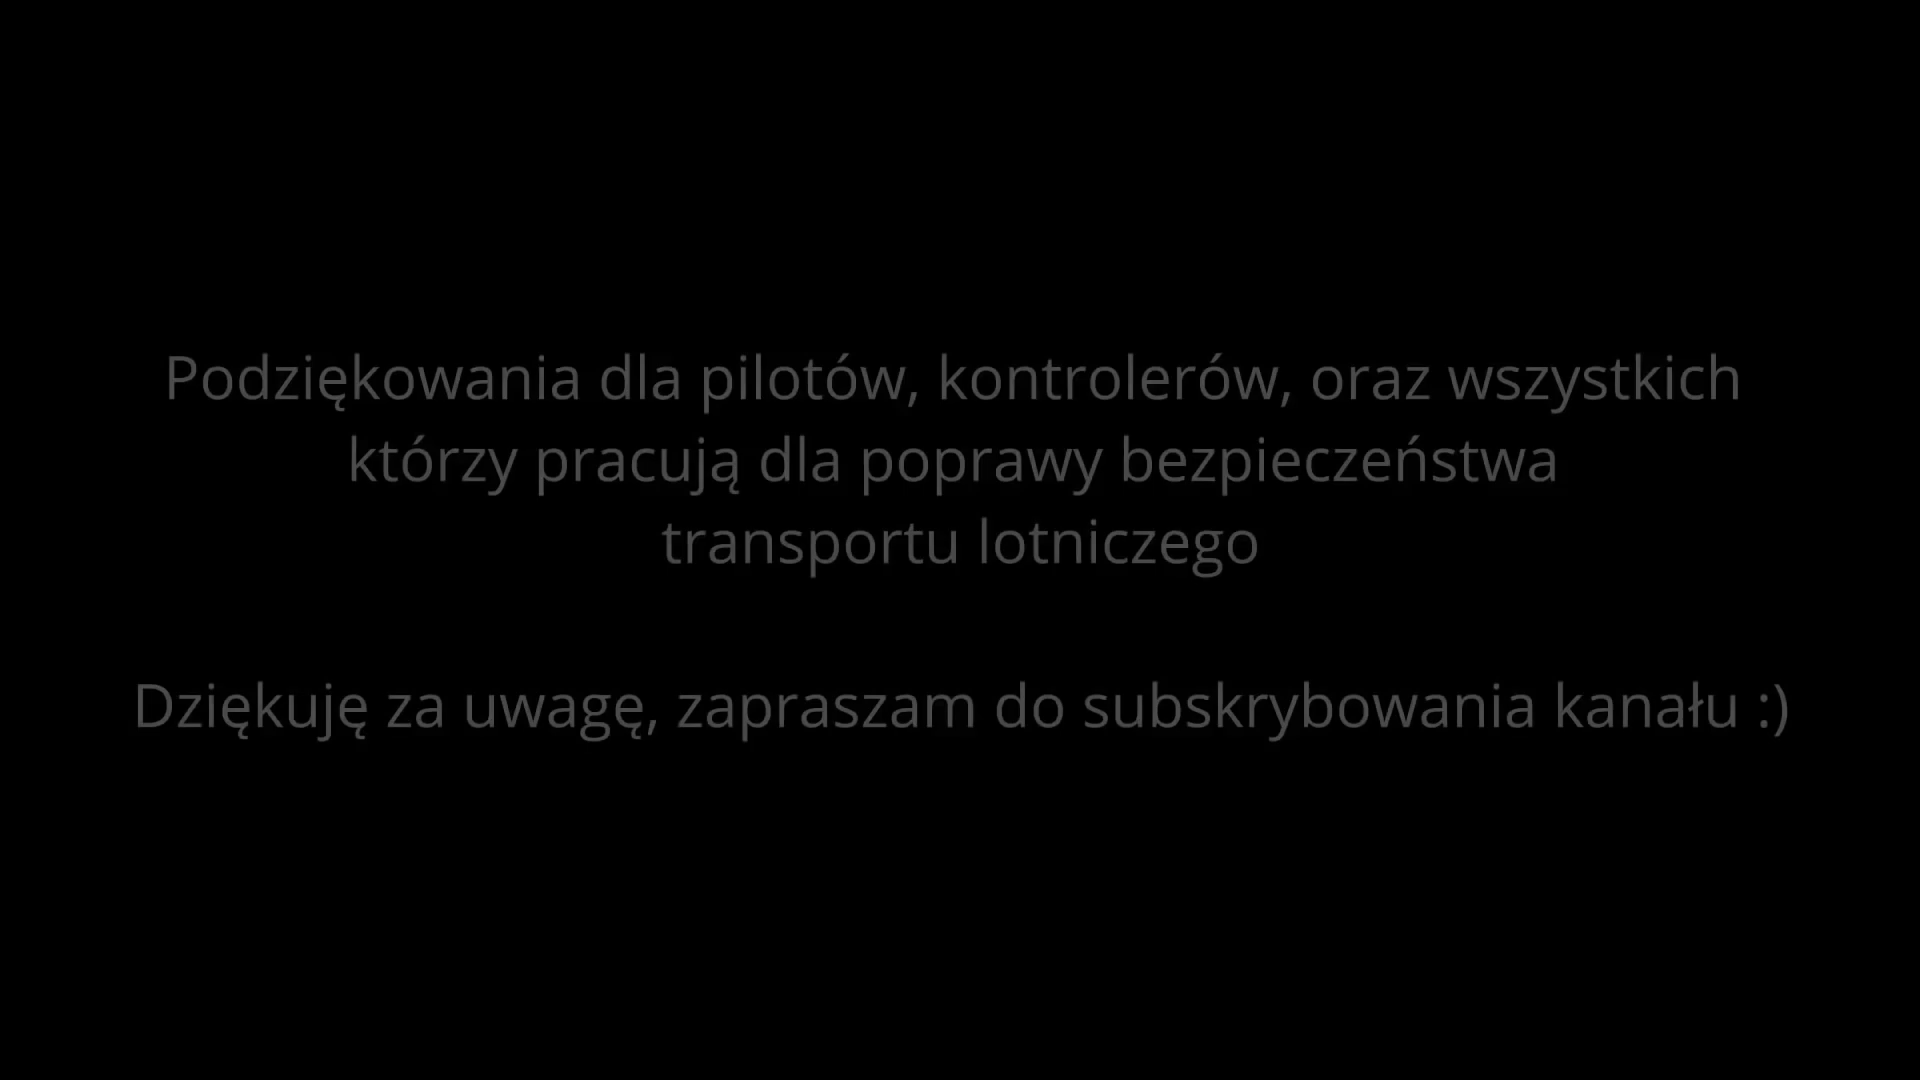 Podziękowania dla pilotów, kontrolerów, oraz wszystkich
którzy pracują dla poprawy bezpieczeństwa
transportu lotniczego
Dziękuję za uwagę, zapraszam do subskrybowania kanału :)